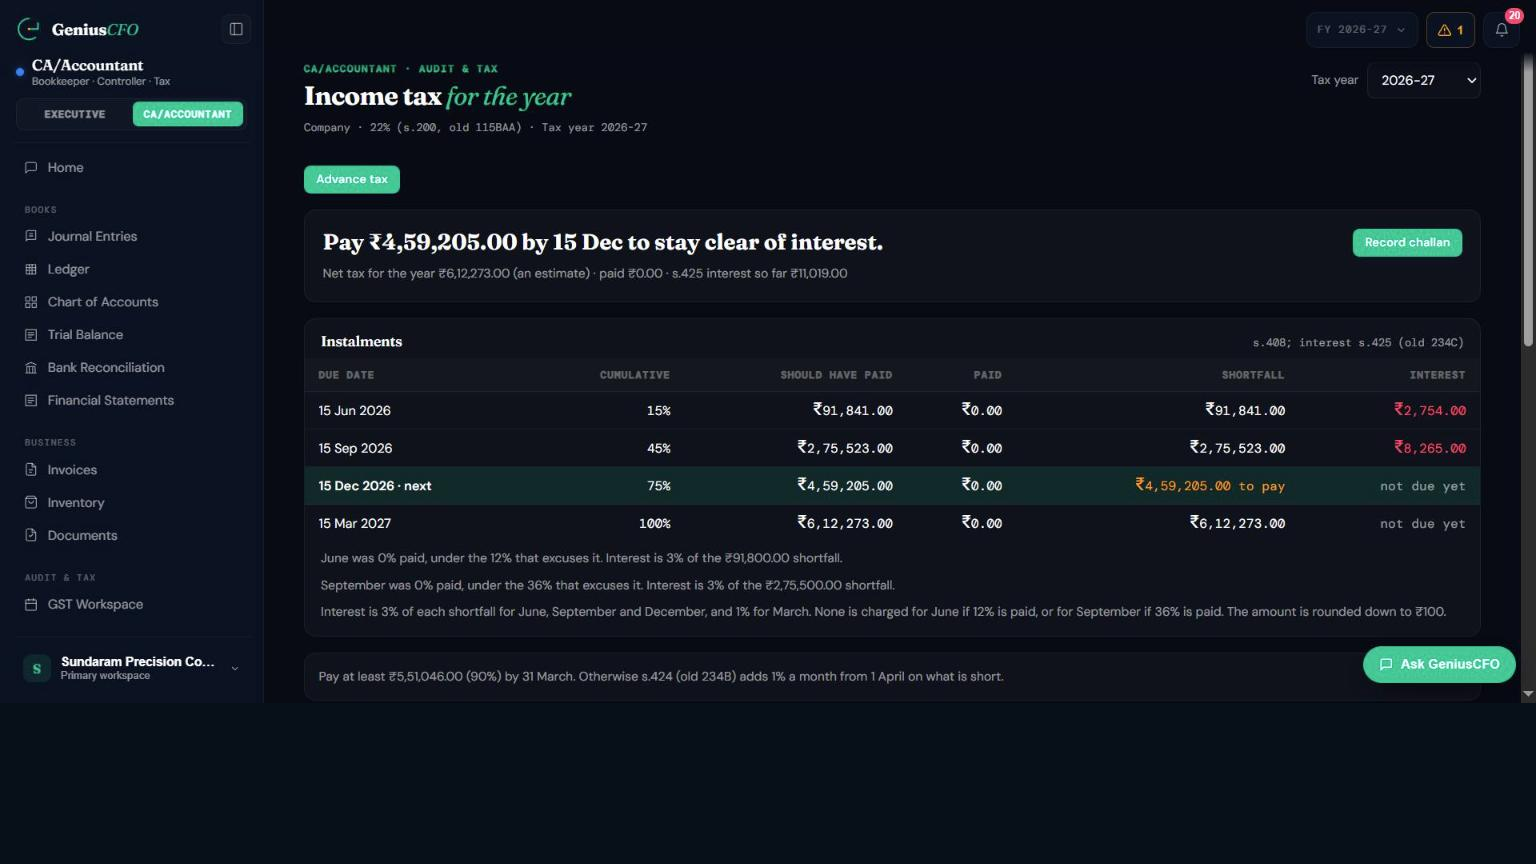 GeniusCFO
CA/Accountant
Bookkeeper · Controller · Tax
EXECUTIVE
CA/ACCOUNTANT
Home
BOOKS
Journal Entries
Ledger
Chart of Accounts
Trial Balance
Bank Reconciliation
Financial Statements
BUSINESS
Invoices
Inventory
Documents
AUDIT & TAX
GST Workspace
S
Sundaram Precision Co...
Primary workspace
FY 2026-27
1
20
CA/ACCOUNTANT · AUDIT & TAX
Income tax for the year
Company · 22% (s.200, old 115BAA) · Tax year 2026-27
Tax year 2026-27
Advance tax
Pay ₹4,59,205.00 by 15 Dec to stay clear of interest.
Net tax for the year ₹6,12,273.00 (an estimate) · paid ₹0.00 · s.425 interest so far ₹11,019.00
Record challan
Instalments s.408; interest s.425 (old 234C)
DUE DATE CUMULATIVE SHOULD HAVE PAID PAID SHORTFALL INTEREST
15 Jun 2026 15% ₹91,841.00 ₹0.00 ₹91,841.00 ₹2,754.00
15 Sep 2026 45% ₹2,75,523.00 ₹0.00 ₹2,75,523.00 ₹8,265.00
15 Dec 2026 · next 75% ₹4,59,205.00 ₹0.00 ₹4,59,205.00 to pay not due yet
15 Mar 2027 100% ₹6,12,273.00 ₹0.00 ₹6,12,273.00 not due yet
June was 0% paid, under the 12% that excuses it. Interest is 3% of the ₹91,800.00 shortfall.
September was 0% paid, under the 36% that excuses it. Interest is 3% of the ₹2,75,500.00 shortfall.
Interest is 3% of each shortfall for June, September and December, and 1% for March. None is charged for June if 12% is paid, or for September if 36% is paid. The amount is rounded down to ₹100.
Pay at least ₹5,51,046.00 (90%) by 31 March. Otherwise s.424 (old 234B) adds 1% a month from 1 April on what is short.
Ask GeniusCFO